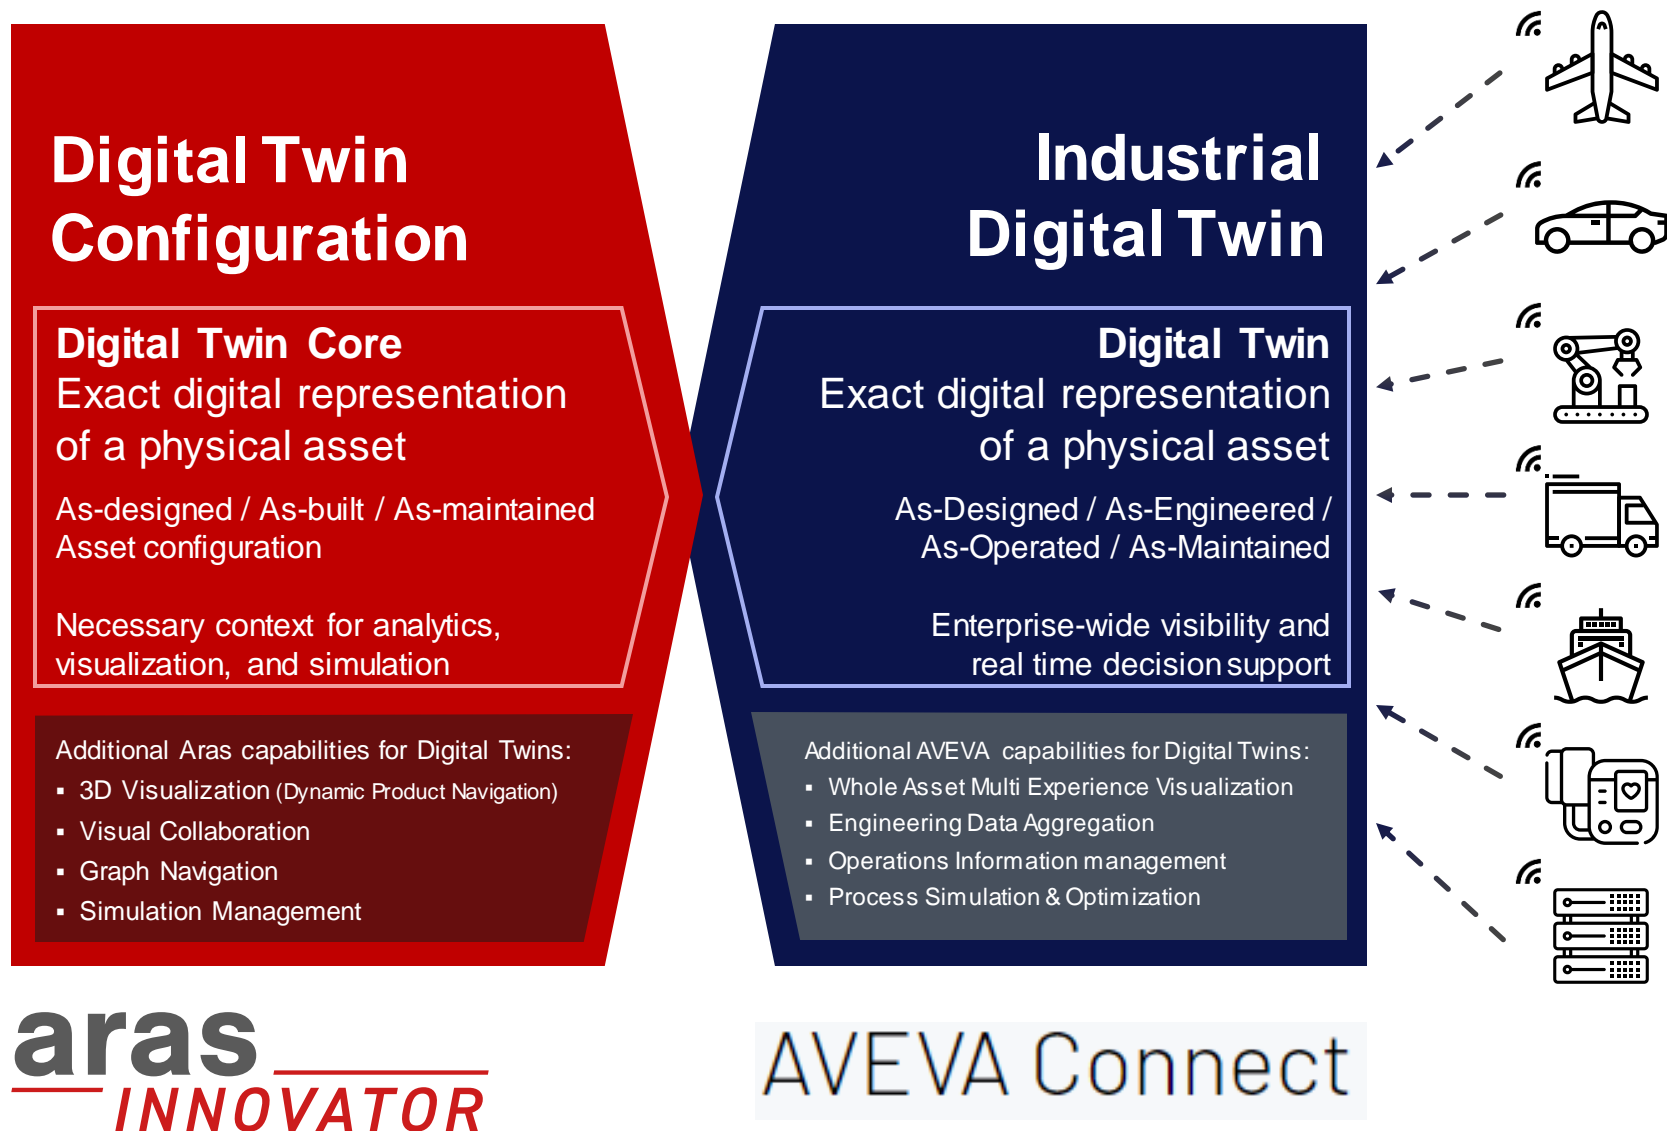 Digital Twin
Configuration
Digital Twin Core
Exact digital representation
of a physical asset
As-designed / As-built / As-maintained
Asset configuration
Necessary context for analytics,
visualization, and simulation
Additional Aras capabilities for Digital Twins:
▪ 3D Visualization (Dynamic Product Navigation)
▪ Visual Collaboration
▪ Graph Navigation
▪ Simulation Management
aras
INNOVATOR
Industrial
Digital Twin
Digital Twin
Exact digital representation
of a physical asset
As-Designed / As-Engineered /
As-Operated / As-Maintained
Enterprise-wide visibility and
real time decision support
Additional AVEVA capabilities for Digital Twins:
▪ Whole Asset Multi Experience Visualization
▪ Engineering Data Aggregation
▪ Operations Information management
▪ Process Simulation & Optimization
AVEVA Connect